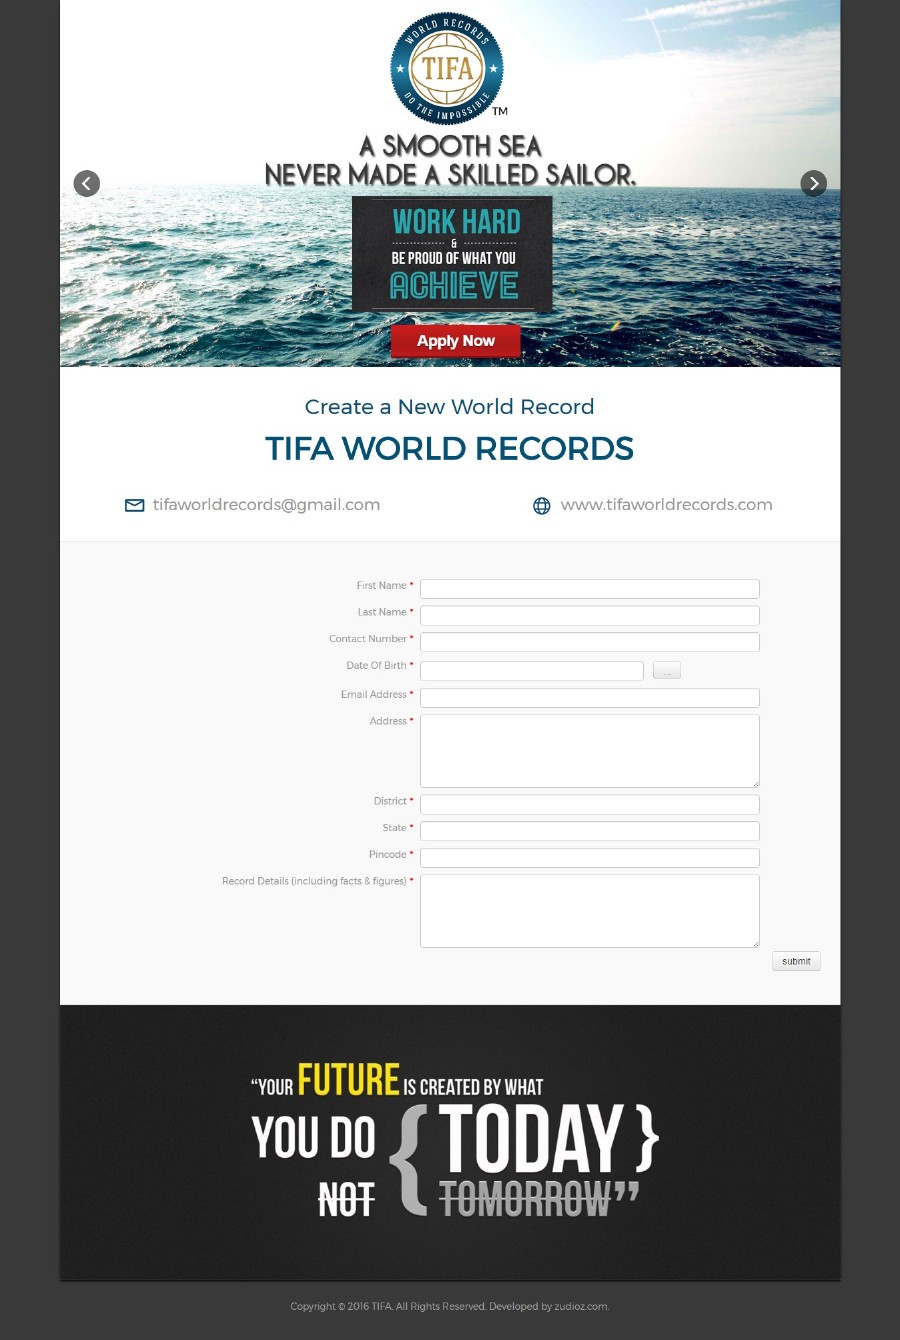 WORLD RECORDS
TIFA
DO THE IMPOSSIBLE
TM
A SMOOTH SEA
NEVER MADE A SKILLED SAILOR.
WORK HARD
&
BE PROUD OF WHAT YOU
ACHIEVE
Apply Now
Create a New World Record
TIFA WORLD RECORDS
tifaworldrecords@gmail.com
www.tifaworldrecords.com
First Name *
Last Name *
Contact Number *
Date Of Birth *
...
Email Address *
Address *
District *
State *
Pincode *
Record Details (including facts & figures) *
submit
“YOUR FUTURE IS CREATED BY WHAT
YOU DO { TODAY }
NOT TOMORROW”
Copyright © 2016 TIFA. All Rights Reserved. Developed by zudioz.com.